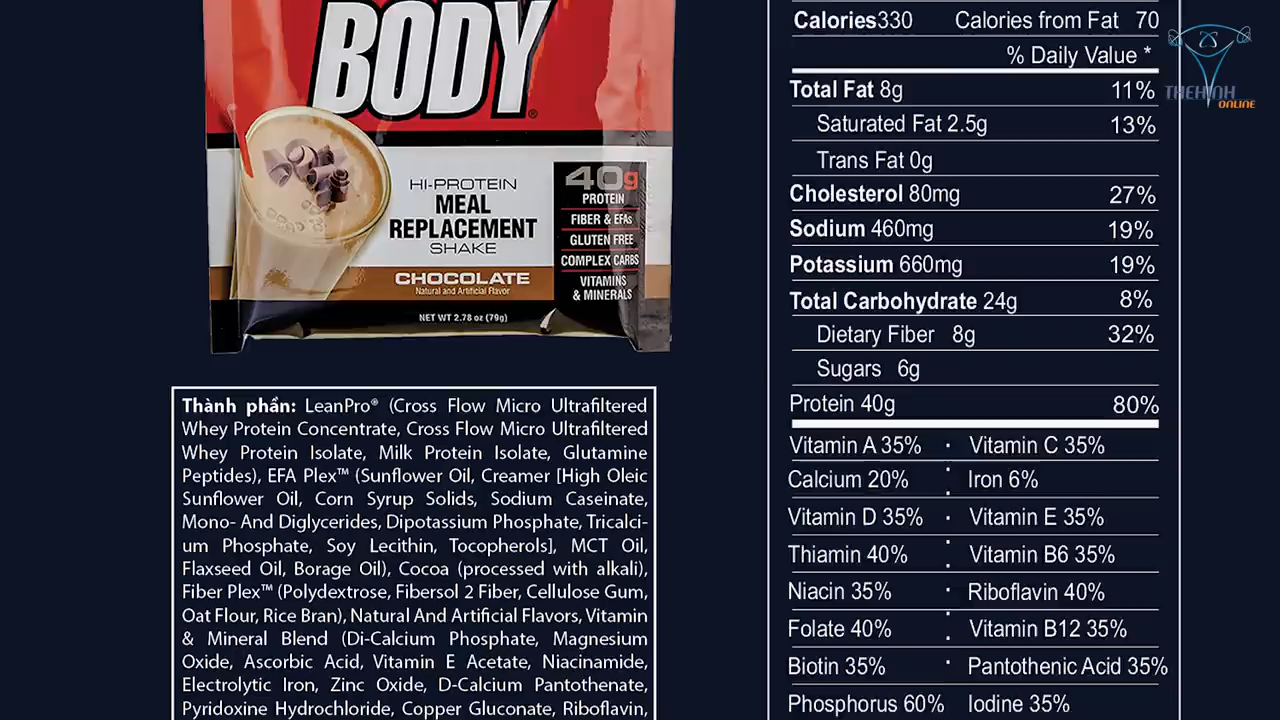 BODY®
HI-PROTEIN
MEAL
REPLACEMENT
SHAKE
CHOCOLATE
Natural and Artificial Flavor
NET WT 2.78 oz (79g)
40g
PROTEIN
FIBER & EFAs
GLUTEN FREE
COMPLEX CARBS
VITAMINS
& MINERALS
Thành phần: LeanPro® (Cross Flow Micro Ultrafiltered
Whey Protein Concentrate, Cross Flow Micro Ultrafiltered
Whey Protein Isolate, Milk Protein Isolate, Glutamine
Peptides), EFA Plex™ (Sunflower Oil, Creamer [High Oleic
Sunflower Oil, Corn Syrup Solids, Sodium Caseinate,
Mono- And Diglycerides, Dipotassium Phosphate, Tricalci-
um Phosphate, Soy Lecithin, Tocopherols], MCT Oil,
Flaxseed Oil, Borage Oil), Cocoa (processed with alkali),
Fiber Plex™ (Polydextrose, Fibersol 2 Fiber, Cellulose Gum,
Oat Flour, Rice Bran), Natural And Artificial Flavors, Vitamin
& Mineral Blend (Di-Calcium Phosphate, Magnesium
Oxide, Ascorbic Acid, Vitamin E Acetate, Niacinamide,
Electrolytic Iron, Zinc Oxide, D-Calcium Pantothenate,
Pyridoxine Hydrochloride, Copper Gluconate, Riboflavin,
Calories330 Calories from Fat 70
% Daily Value *
Total Fat 8g 11%
Saturated Fat 2.5g 13%
Trans Fat 0g
Cholesterol 80mg 27%
Sodium 460mg 19%
Potassium 660mg 19%
Total Carbohydrate 24g 8%
Dietary Fiber 8g 32%
Sugars 6g
Protein 40g 80%
Vitamin A 35% · Vitamin C 35%
Calcium 20% : Iron 6%
Vitamin D 35% · Vitamin E 35%
Thiamin 40% : Vitamin B6 35%
Niacin 35% · Riboflavin 40%
Folate 40% : Vitamin B12 35%
Biotin 35% · Pantothenic Acid 35%
Phosphorus 60% Iodine 35%
THEHINH
ONLINE